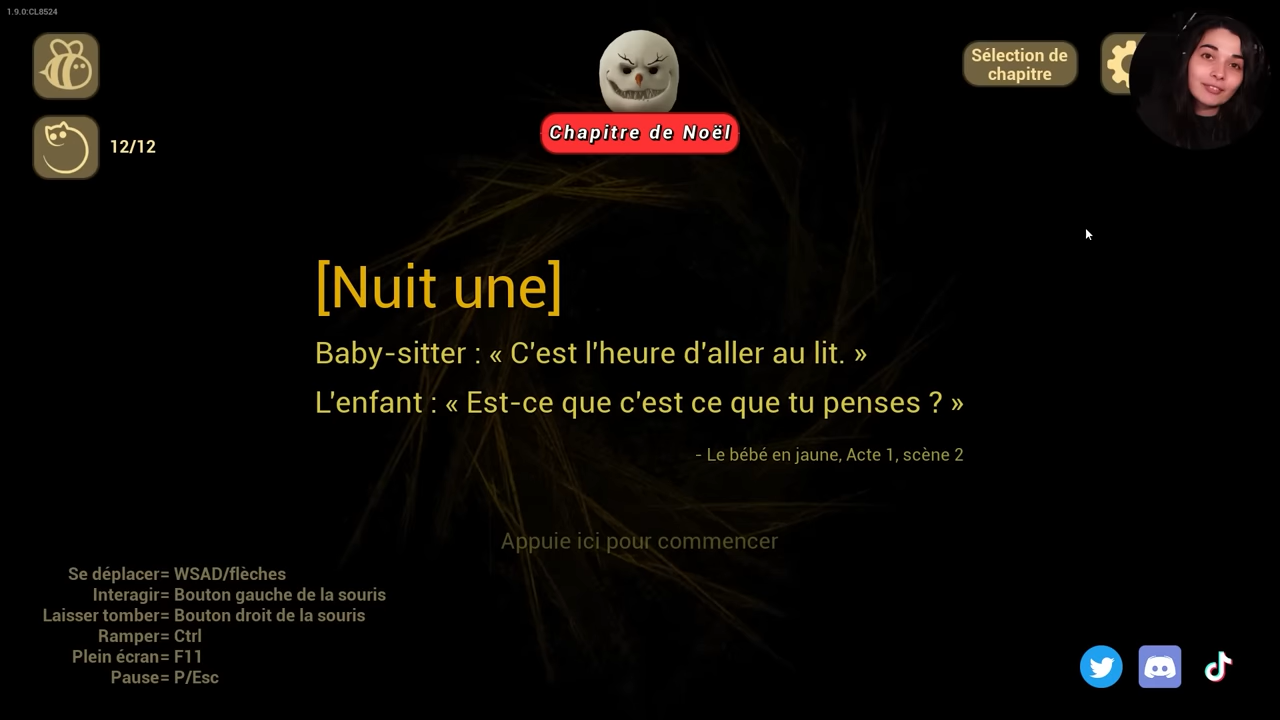 1.9.0:CL8524
Sélection de
chapitre
Chapitre de Noël
12/12
[Nuit une]
Baby-sitter : « C'est l'heure d'aller au lit. »
L'enfant : « Est-ce que c'est ce que tu penses ? »
- Le bébé en jaune, Acte 1, scène 2
Appuie ici pour commencer
Se déplacer= WSAD/flèches
Interagir= Bouton gauche de la souris
Laisser tomber= Bouton droit de la souris
Ramper= Ctrl
Plein écran= F11
Pause= P/Esc